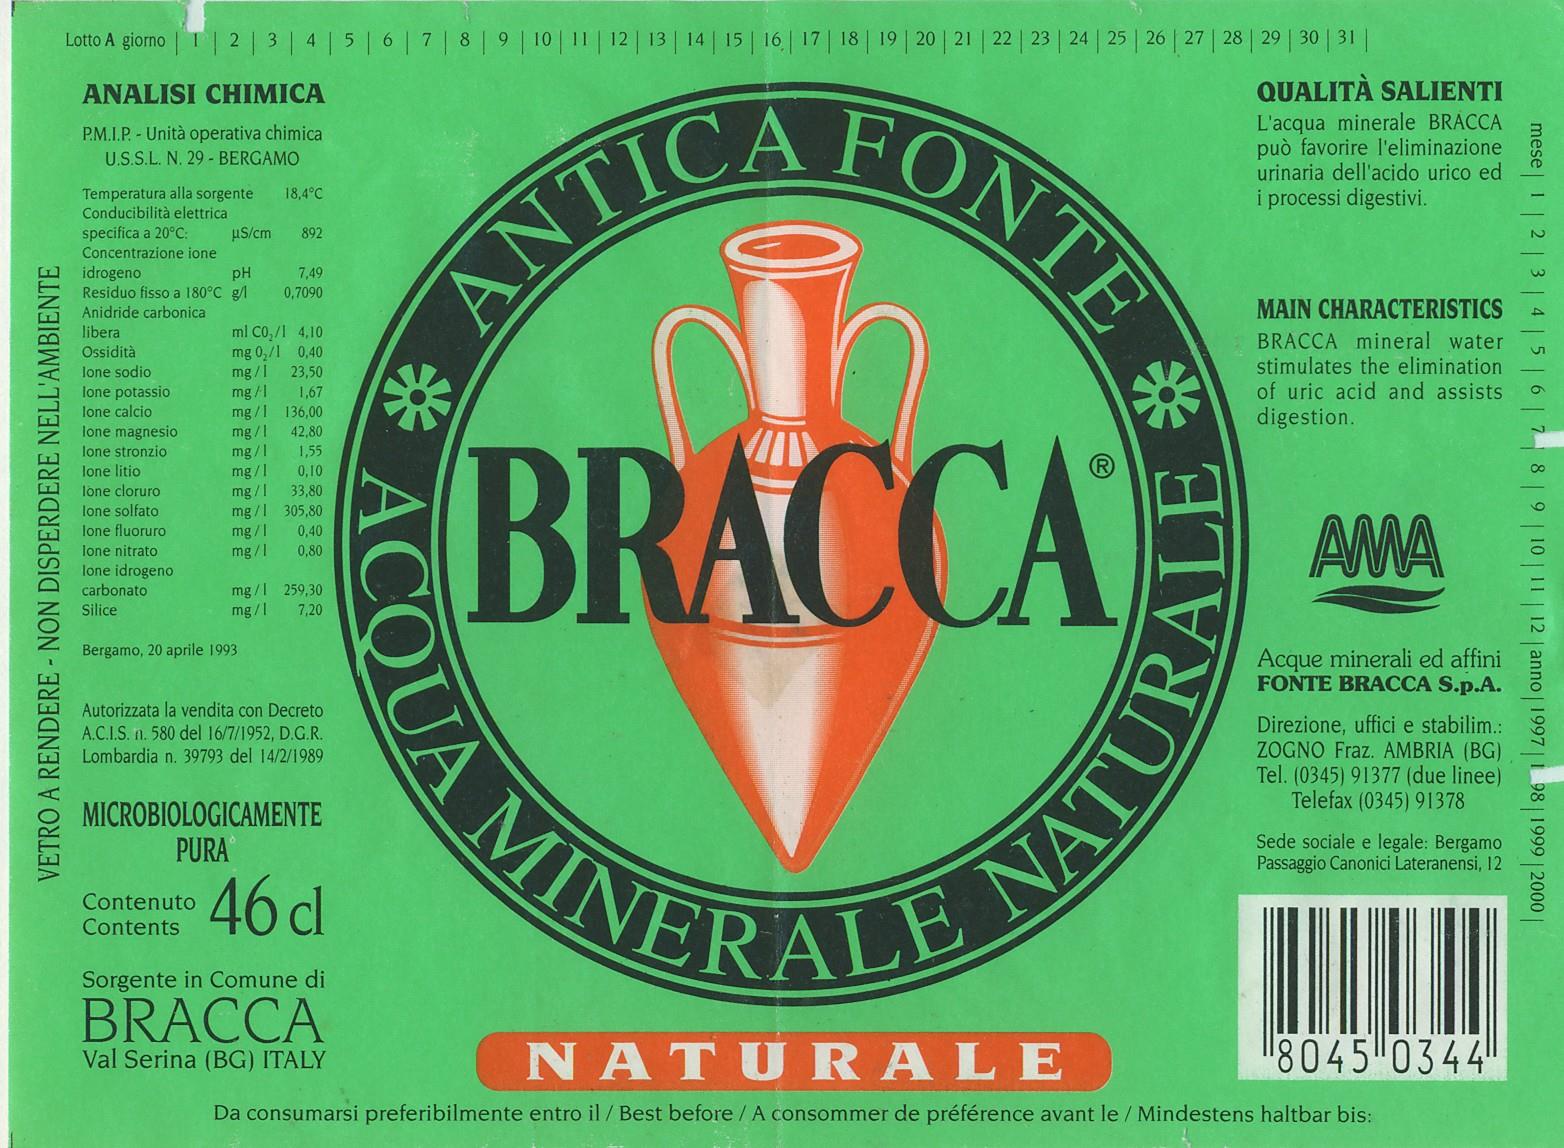 Lotto A giorno | 1 | 2 | 3 | 4 | 5 | 6 | 7 | 8 | 9 | 10 | 11 | 12 | 13 | 14 | 15 | 16 | 17 | 18 | 19 | 20 | 21 | 22 | 23 | 24 | 25 | 26 | 27 | 28 | 29 | 30 | 31 |
VETRO A RENDERE - NON DISPERDERE NELL'AMBIENTE
ANALISI CHIMICA
P.M.I.P. - Unità operativa chimica
U.S.S.L. N. 29 - BERGAMO
Temperatura alla sorgente 18,4°C
Conducibilità elettrica
specifica a 20°C: µS/cm 892
Concentrazione ione
idrogeno pH 7,49
Residuo fisso a 180°C g/l 0,7090
Anidride carbonica
libera ml CO₂/l 4,10
Ossidità mg O₂/l 0,40
Ione sodio mg/l 23,50
Ione potassio mg/l 1,67
Ione calcio mg/l 136,00
Ione magnesio mg/l 42,80
Ione stronzio mg/l 1,55
Ione litio mg/l 0,10
Ione cloruro mg/l 33,80
Ione solfato mg/l 305,80
Ione fluoruro mg/l 0,40
Ione nitrato mg/l 0,80
Ione idrogeno
carbonato mg/l 259,30
Silice mg/l 7,20
Bergamo, 20 aprile 1993
Autorizzata la vendita con Decreto
A.C.I.S. n. 580 del 16/7/1952, D.G.R.
Lombardia n. 39793 del 14/2/1989
MICROBIOLOGICAMENTE
PURA
Contenuto
Contents
46 cl
Sorgente in Comune di
BRACCA
Val Serina (BG) ITALY
ANTICA FONTE
BRACCA®
ACQUA MINERALE NATURALE
NATURALE
QUALITÀ SALIENTI
L'acqua minerale BRACCA
può favorire l'eliminazione
urinaria dell'acido urico ed
i processi digestivi.
MAIN CHARACTERISTICS
BRACCA mineral water
stimulates the elimination
of uric acid and assists
digestion.
AMA
Acque minerali ed affini
FONTE BRACCA S.p.A.
Direzione, uffici e stabilim.:
ZOGNO Fraz. AMBRIA (BG)
Tel. (0345) 91377 (due linee)
Telefax (0345) 91378
Sede sociale e legale: Bergamo
Passaggio Canonici Lateranensi, 12
8045 0344
mese | 1 | 2 | 3 | 4 | 5 | 6 | 7 | 8 | 9 | 10 | 11 | 12 | anno | 1997 | 1998 | 1999 | 2000 |
Da consumarsi preferibilmente entro il / Best before / A consommer de préférence avant le / Mindestens haltbar bis: